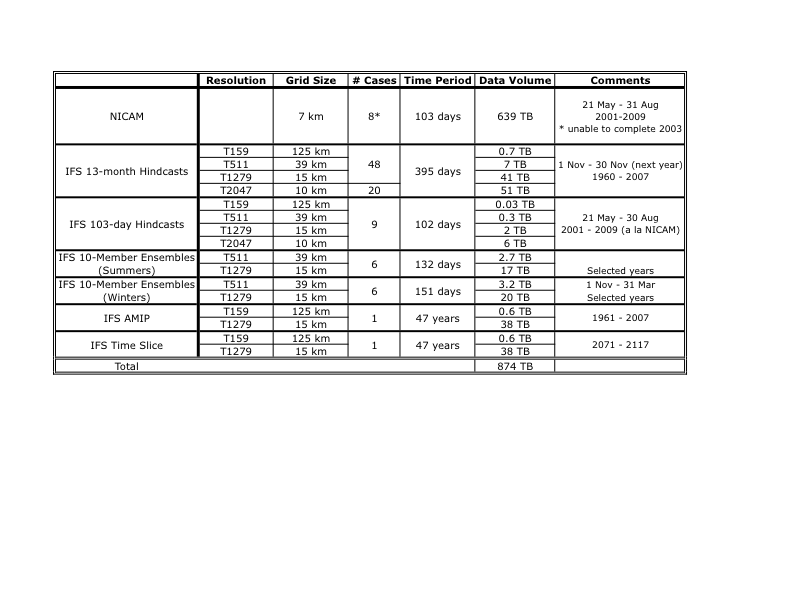 Resolution Grid Size # Cases Time Period Data Volume Comments
NICAM 7 km 8* 103 days 639 TB 21 May - 31 Aug
2001-2009
* unable to complete 2003
IFS 13-month Hindcasts T159 125 km 48 395 days 0.7 TB 1 Nov - 30 Nov (next year)
T511 39 km 7 TB 1960 - 2007
T1279 15 km 41 TB
T2047 10 km 20 51 TB
IFS 103-day Hindcasts T159 125 km 9 102 days 0.03 TB 21 May - 30 Aug
T511 39 km 0.3 TB 2001 - 2009 (a la NICAM)
T1279 15 km 2 TB
T2047 10 km 6 TB
IFS 10-Member Ensembles T511 39 km 6 132 days 2.7 TB
(Summers) T1279 15 km 17 TB Selected years
IFS 10-Member Ensembles T511 39 km 6 151 days 3.2 TB 1 Nov - 31 Mar
(Winters) T1279 15 km 20 TB Selected years
IFS AMIP T159 125 km 1 47 years 0.6 TB 1961 - 2007
T1279 15 km 38 TB
IFS Time Slice T159 125 km 1 47 years 0.6 TB 2071 - 2117
T1279 15 km 38 TB
Total 874 TB